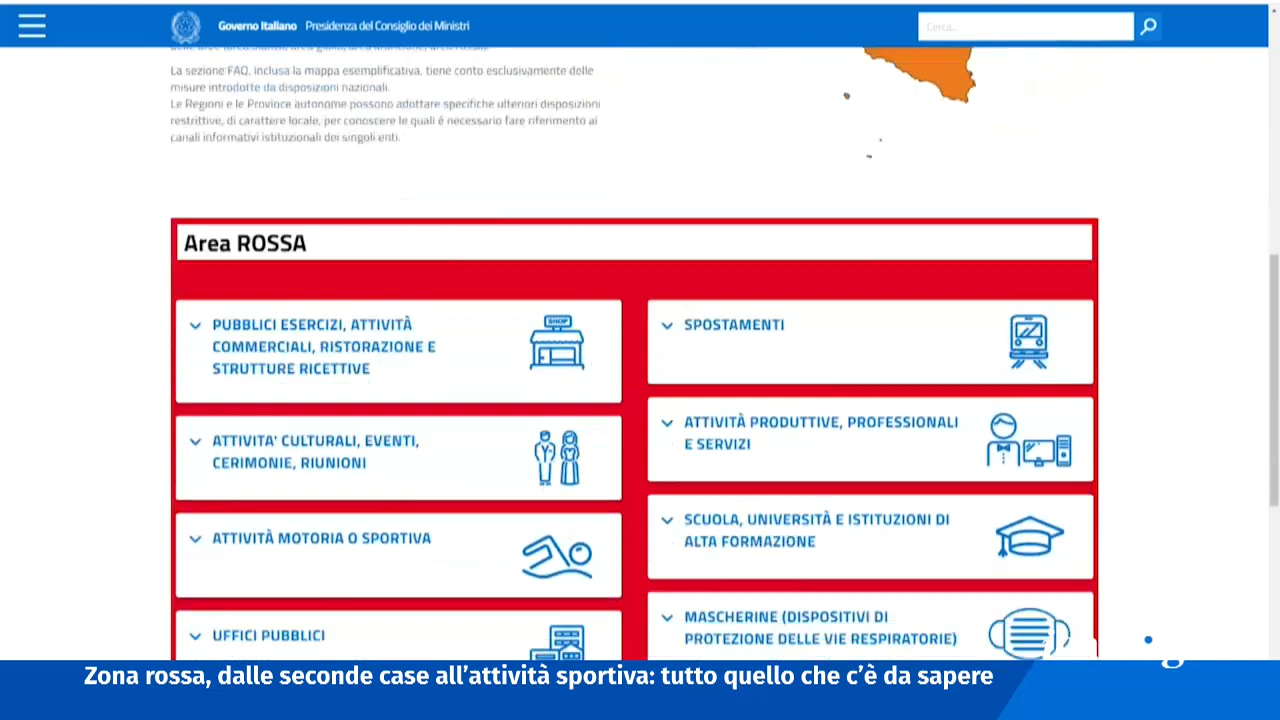 Governo Italiano Presidenza del Consiglio dei Ministri
Cerca...
La sezione FAQ, inclusa la mappa esemplificativa, tiene conto esclusivamente delle
misure introdotte da disposizioni nazionali.
Le Regioni e le Province autonome possono adottare specifiche ulteriori disposizioni
restrittive, di carattere locale, per conoscere le quali è necessario fare riferimento ai
canali informativi istituzionali dei singoli enti.
Area ROSSA
PUBBLICI ESERCIZI, ATTIVITÀ
COMMERCIALI, RISTORAZIONE E
STRUTTURE RICETTIVE
SHOP
SPOSTAMENTI
ATTIVITA' CULTURALI, EVENTI,
CERIMONIE, RIUNIONI
ATTIVITÀ PRODUTTIVE, PROFESSIONALI
E SERVIZI
ATTIVITÀ MOTORIA O SPORTIVA
SCUOLA, UNIVERSITÀ E ISTITUZIONI DI
ALTA FORMAZIONE
UFFICI PUBBLICI
MASCHERINE (DISPOSITIVI DI
PROTEZIONE DELLE VIE RESPIRATORIE)
Zona rossa, dalle seconde case all'attività sportiva: tutto quello che c'è da sapere